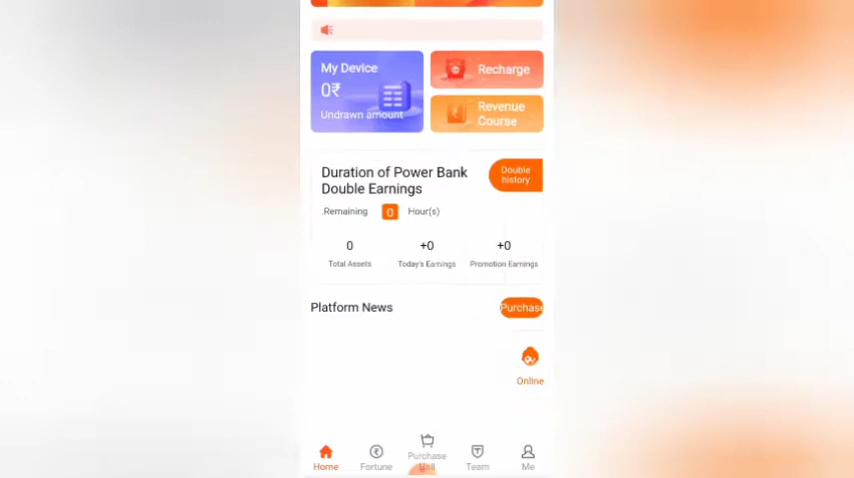 My Device
0₹
Undrawn amount
Recharge
Revenue
Course
Duration of Power Bank
Double Earnings
Double
history
.Remaining 0 Hour(s)
0 +0 +0
Total Assets Today's Earnings Promotion Earnings
Platform News
Purchase
Online
Home Fortune Purchase Team Me